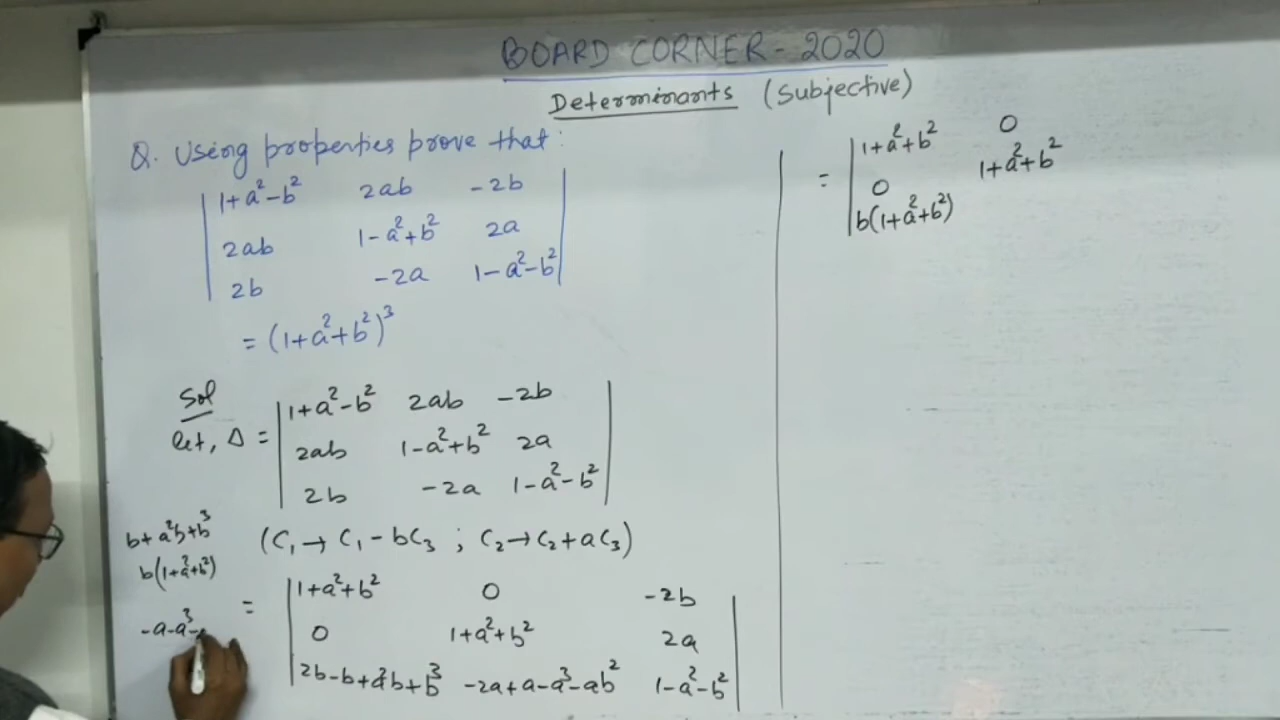 BOARD CORNER - 2020
Determinants (Subjective)
Q. Using properties prove that:
1+a²-b² 2ab -2b
2ab 1-a²+b² 2a
2b -2a 1-a²-b²
= (1+a²+b²)³
Sol
let, Δ = 1+a²-b² 2ab -2b
2ab 1-a²+b² 2a
2b -2a 1-a²-b²
(C₁→C₁-bC₃ ; C₂→C₂+aC₃)
= 1+a²+b² 0 -2b
0 1+a²+b² 2a
2b-b+a²b+b³ -2a+a-a³-ab² 1-a²-b²
b+a²b+b³
b(1+a²+b²)
-a-a³-
= 1+a²+b² 0
0 1+a²+b²
b(1+a²+b²)